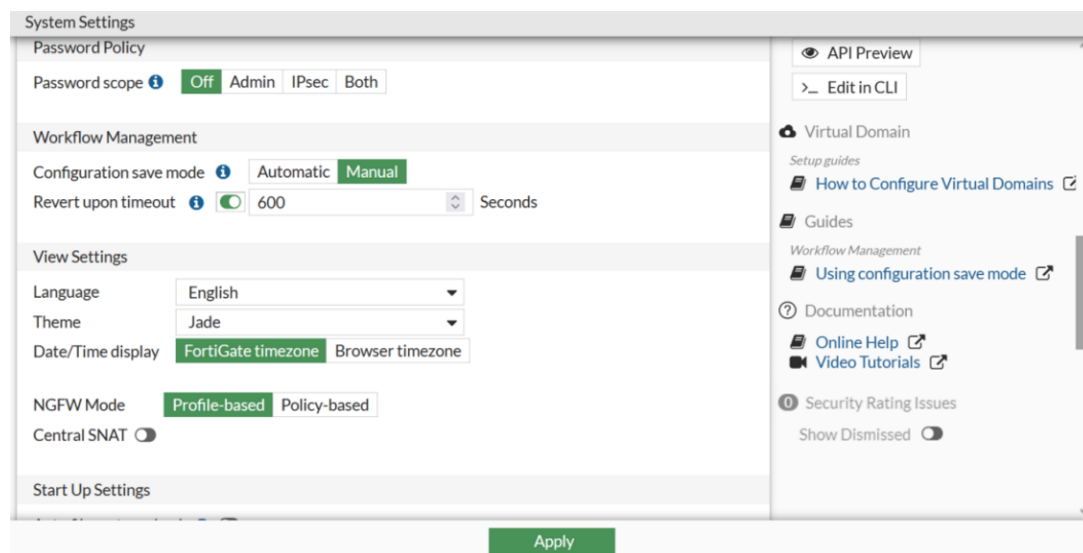 System Settings
Password Policy
Password scope Off Admin IPsec Both
Workflow Management
Configuration save mode Automatic Manual
Revert upon timeout 600 Seconds
View Settings
Language English
Theme Jade
Date/Time display FortiGate timezone Browser timezone
NGFW Mode Profile-based Policy-based
Central SNAT
Start Up Settings
API Preview
>_ Edit in CLI
Virtual Domain
Setup guides
How to Configure Virtual Domains
Guides
Workflow Management
Using configuration save mode
Documentation
Online Help
Video Tutorials
0 Security Rating Issues
Show Dismissed
Apply